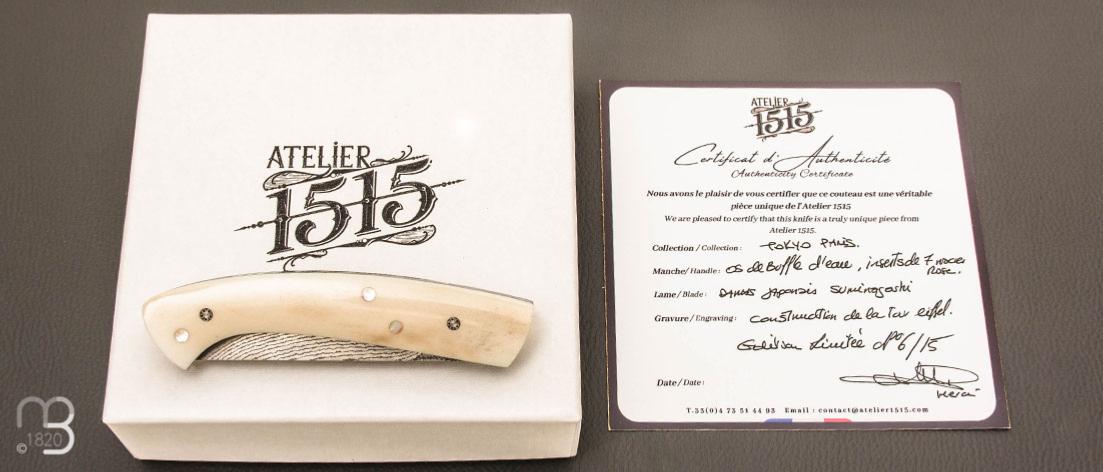 ATELIER
1515
ATELIER
1515
Certificat d'Authenticité
Authenticity Certificate
Nous avons le plaisir de vous certifier que ce couteau est une véritable
pièce unique de l'Atelier 1515
We are pleased to certify that this knife is a truly unique piece from
Atelier 1515.
Collection / Collection : TOKYO PARIS.
Manche / Handle : os de Buffle d'eau, inserts de nacre
Rose.
Lame / Blade : DAMAS Japonais suminagashi
Gravure / Engraving : construction de la tour eiffel.
Edition Limitée N° 6/15
Date / Date :
T.33(0)4 73 51 44 93 Email : contact@atelier1515.com
©1820